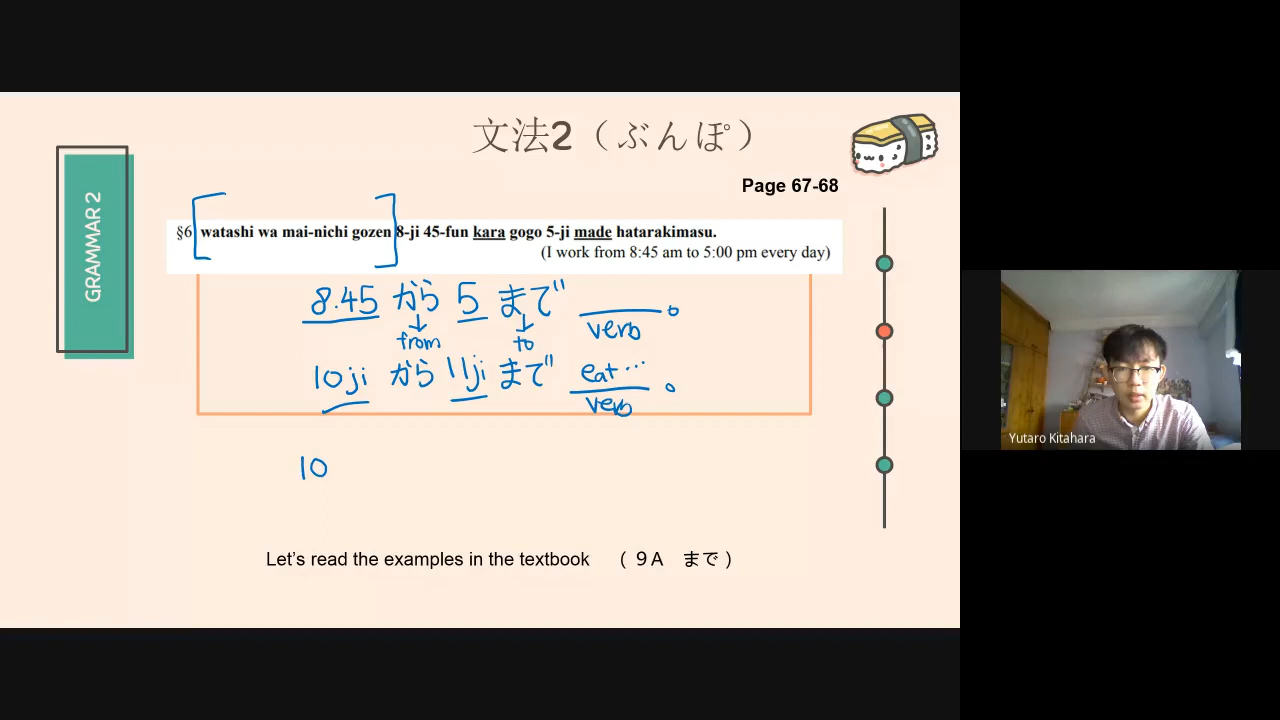 文法2（ぶんぽ）
Page 67-68
GRAMMAR 2
§6 watashi wa mai-nichi gozen 8-ji 45-fun kara gogo 5-ji made hatarakimasu.
(I work from 8:45 am to 5:00 pm every day)
8.45 から 5 まで 。
from to verb
10ji から 11ji まで eat... 。
verb
10
Let's read the examples in the textbook （９A　まで）
Yutaro Kitahara